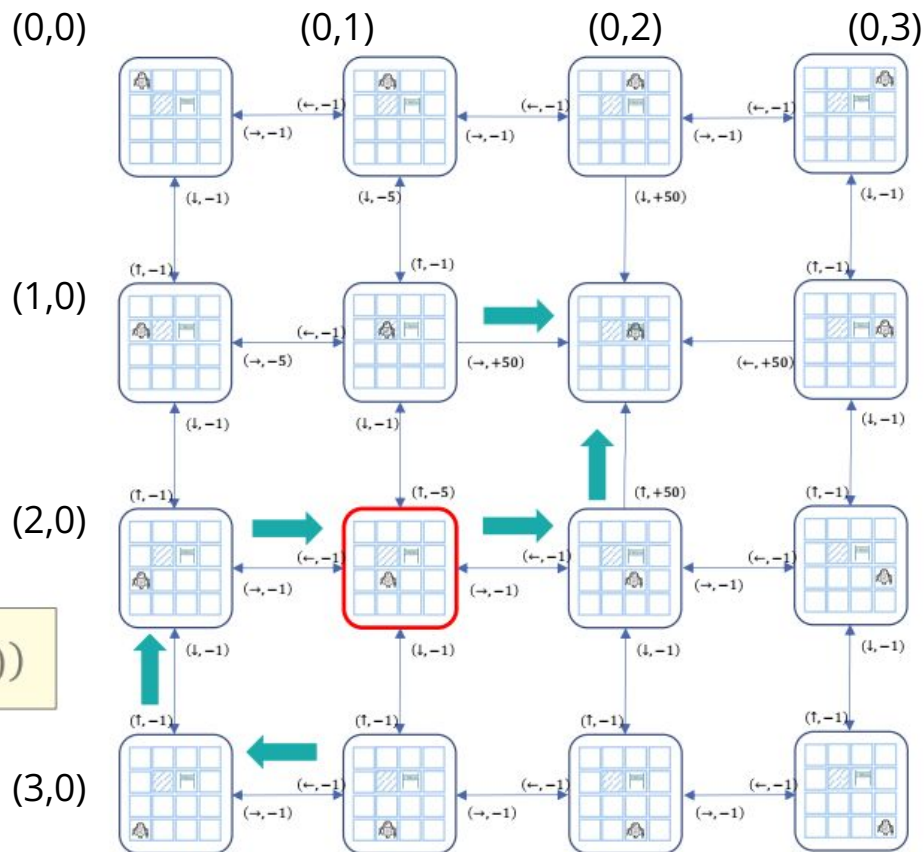 (0,0) (0,1) (0,2) (0,3)
(←,−1) (←,−1) (←,−1)
(→,−1) (→,−1) (→,−1)
(↓,−1) (↓,−5) (↓,+50) (↓,−1)
(↑,−1) (↑,−1) (↑,−1)
(1,0)
(←,−1)
(→,−5) (→,+50) (←,+50)
(↓,−1) (↓,−1) (↓,−1)
(↑,−1) (↑,−5) (↑,+50) (↑,−1)
(2,0)
(←,−1) (←,−1) (←,−1)
(→,−1) (→,−1) (→,−1)
))
(↓,−1) (↓,−1) (↓,−1) (↓,−1)
(↑,−1) (↑,−1) (↑,−1) (↑,−1)
(3,0)
(←,−1) (←,−1) (←,−1)
(→,−1) (→,−1) (→,−1)